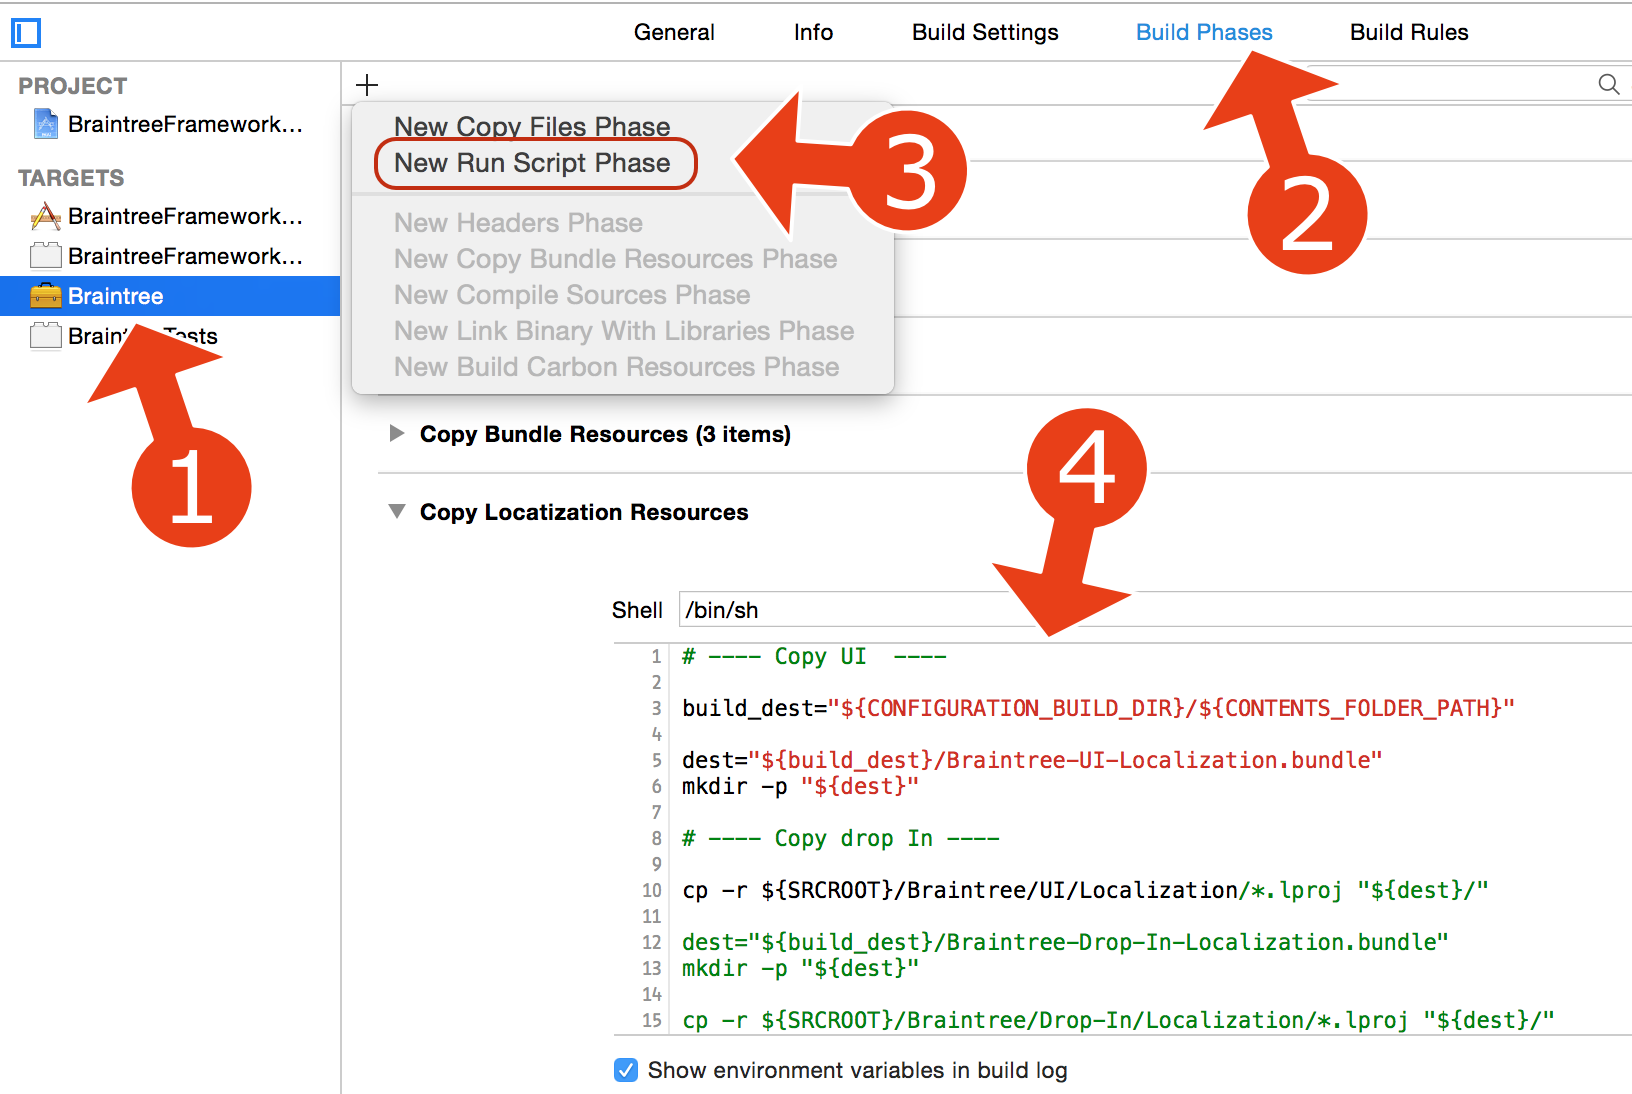 General Info Build Settings Build Phases Build Rules
PROJECT
BraintreeFramework...
TARGETS
BraintreeFramework...
BraintreeFramework...
Braintree
Brain Tests
1
2
New Copy Files Phase
New Run Script Phase
3
New Headers Phase
New Copy Bundle Resources Phase
New Compile Sources Phase
New Link Binary With Libraries Phase
New Build Carbon Resources Phase
Copy Bundle Resources (3 items)
Copy Loctization Resources
4
Shell /bin/sh
1 # ---- Copy UI  ----
2
3 build_dest="${CONFIGURATION_BUILD_DIR}/${CONTENTS_FOLDER_PATH}"
4
5 dest="${build_dest}/Braintree-UI-Localization.bundle"
6 mkdir -p "${dest}"
7
8 # ---- Copy drop In ----
9
10 cp -r ${SRCROOT}/Braintree/UI/Localization/*.lproj "${dest}/"
11
12 dest="${build_dest}/Braintree-Drop-In-Localization.bundle"
13 mkdir -p "${dest}"
14
15 cp -r ${SRCROOT}/Braintree/Drop-In/Localization/*.lproj "${dest}/"
Show environment variables in build log